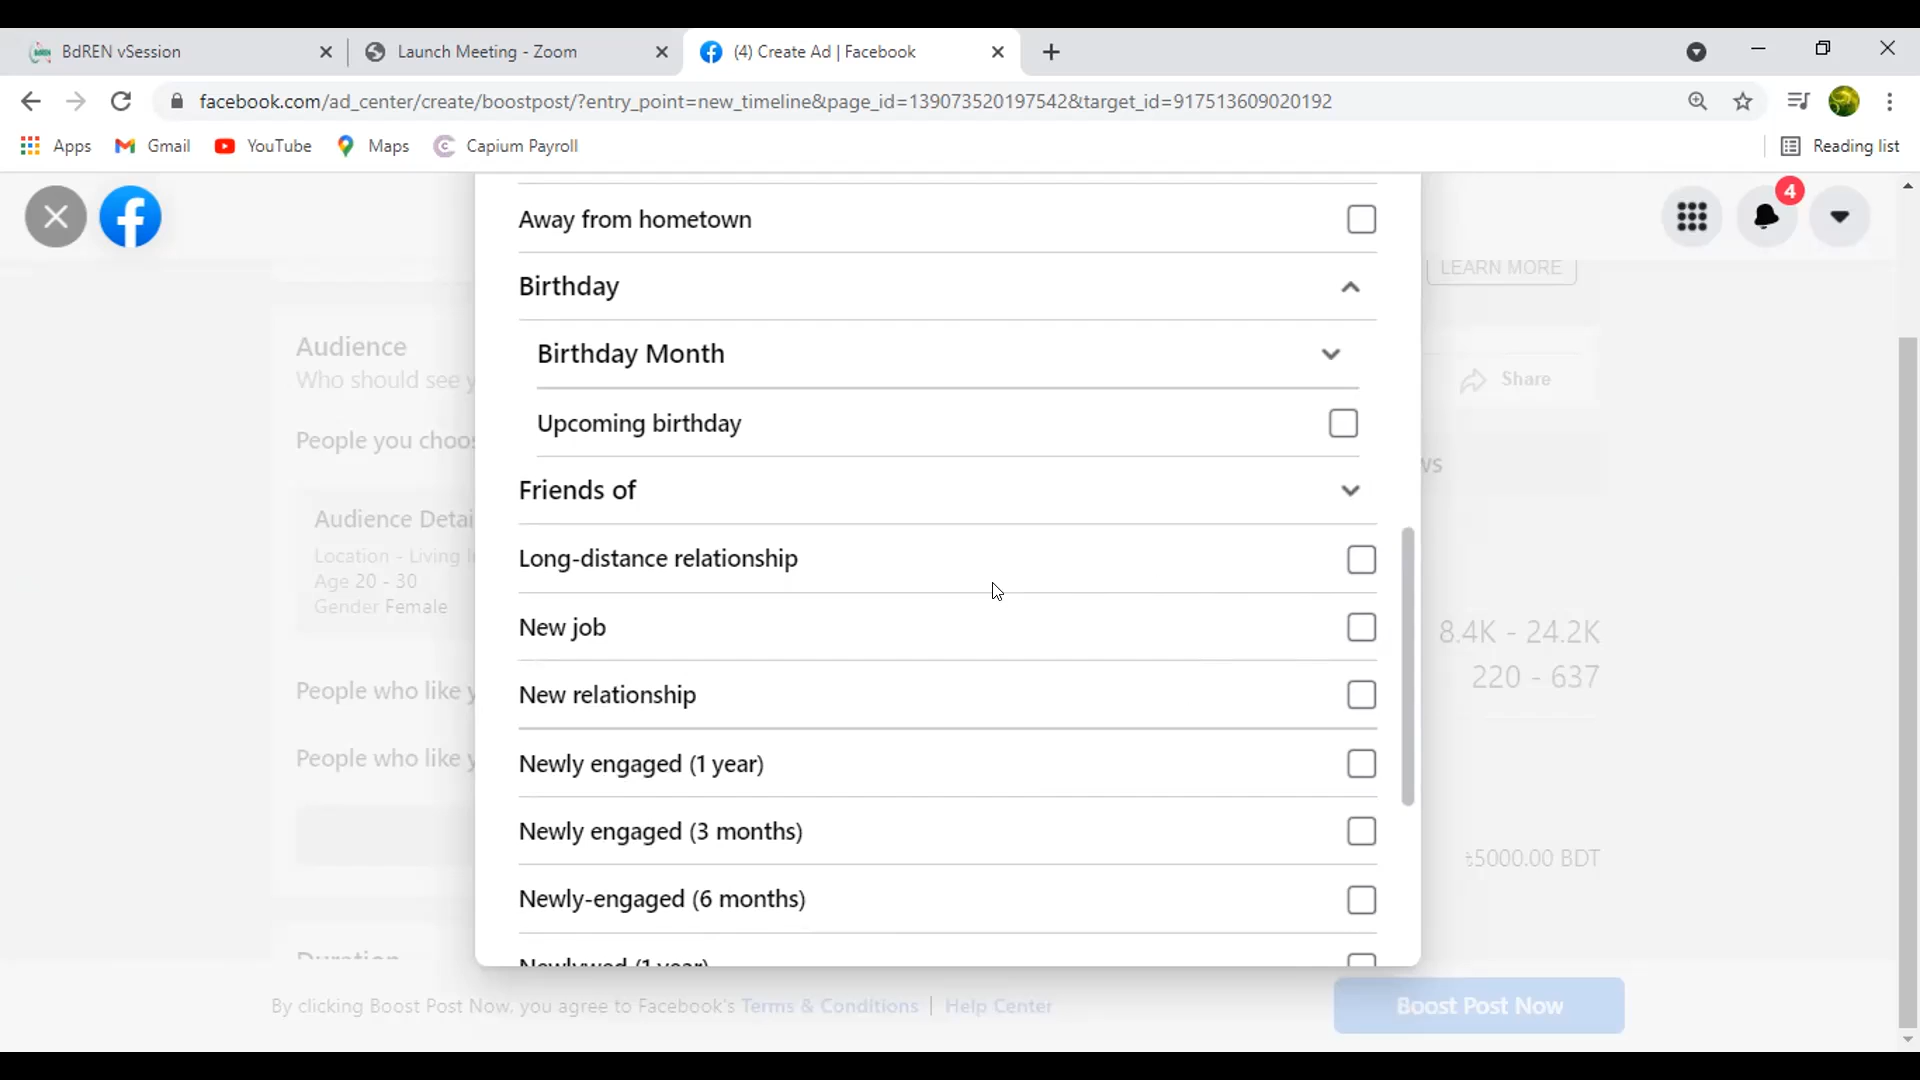 BdREN vSession
Launch Meeting - Zoom
(4) Create Ad | Facebook
facebook.com/ad_center/create/boostpost/?entry_point=new_timeline&page_id=139073520197542&target_id=917513609020192
Apps
Gmail
YouTube
Maps
Capium Payroll
Reading list
4
Away from hometown
LEARN MORE
Birthday
Audience
Birthday Month
Who should see
Share
Upcoming birthday
People you
Friends of
Audience
Long-distance relationship
Location - Living
Age 20 - 30
Gender Female
New job
8.4K - 24.2K
220 - 637
New relationship
People who like
Newly engaged (1 year)
People who like
Newly engaged (3 months)
৳5000.00 BDT
Newly-engaged (6 months)
Newlywed (1 year)
Duration
By clicking Boost Post Now, you agree to Facebook's Terms & Conditions | Help Center
Boost Post Now